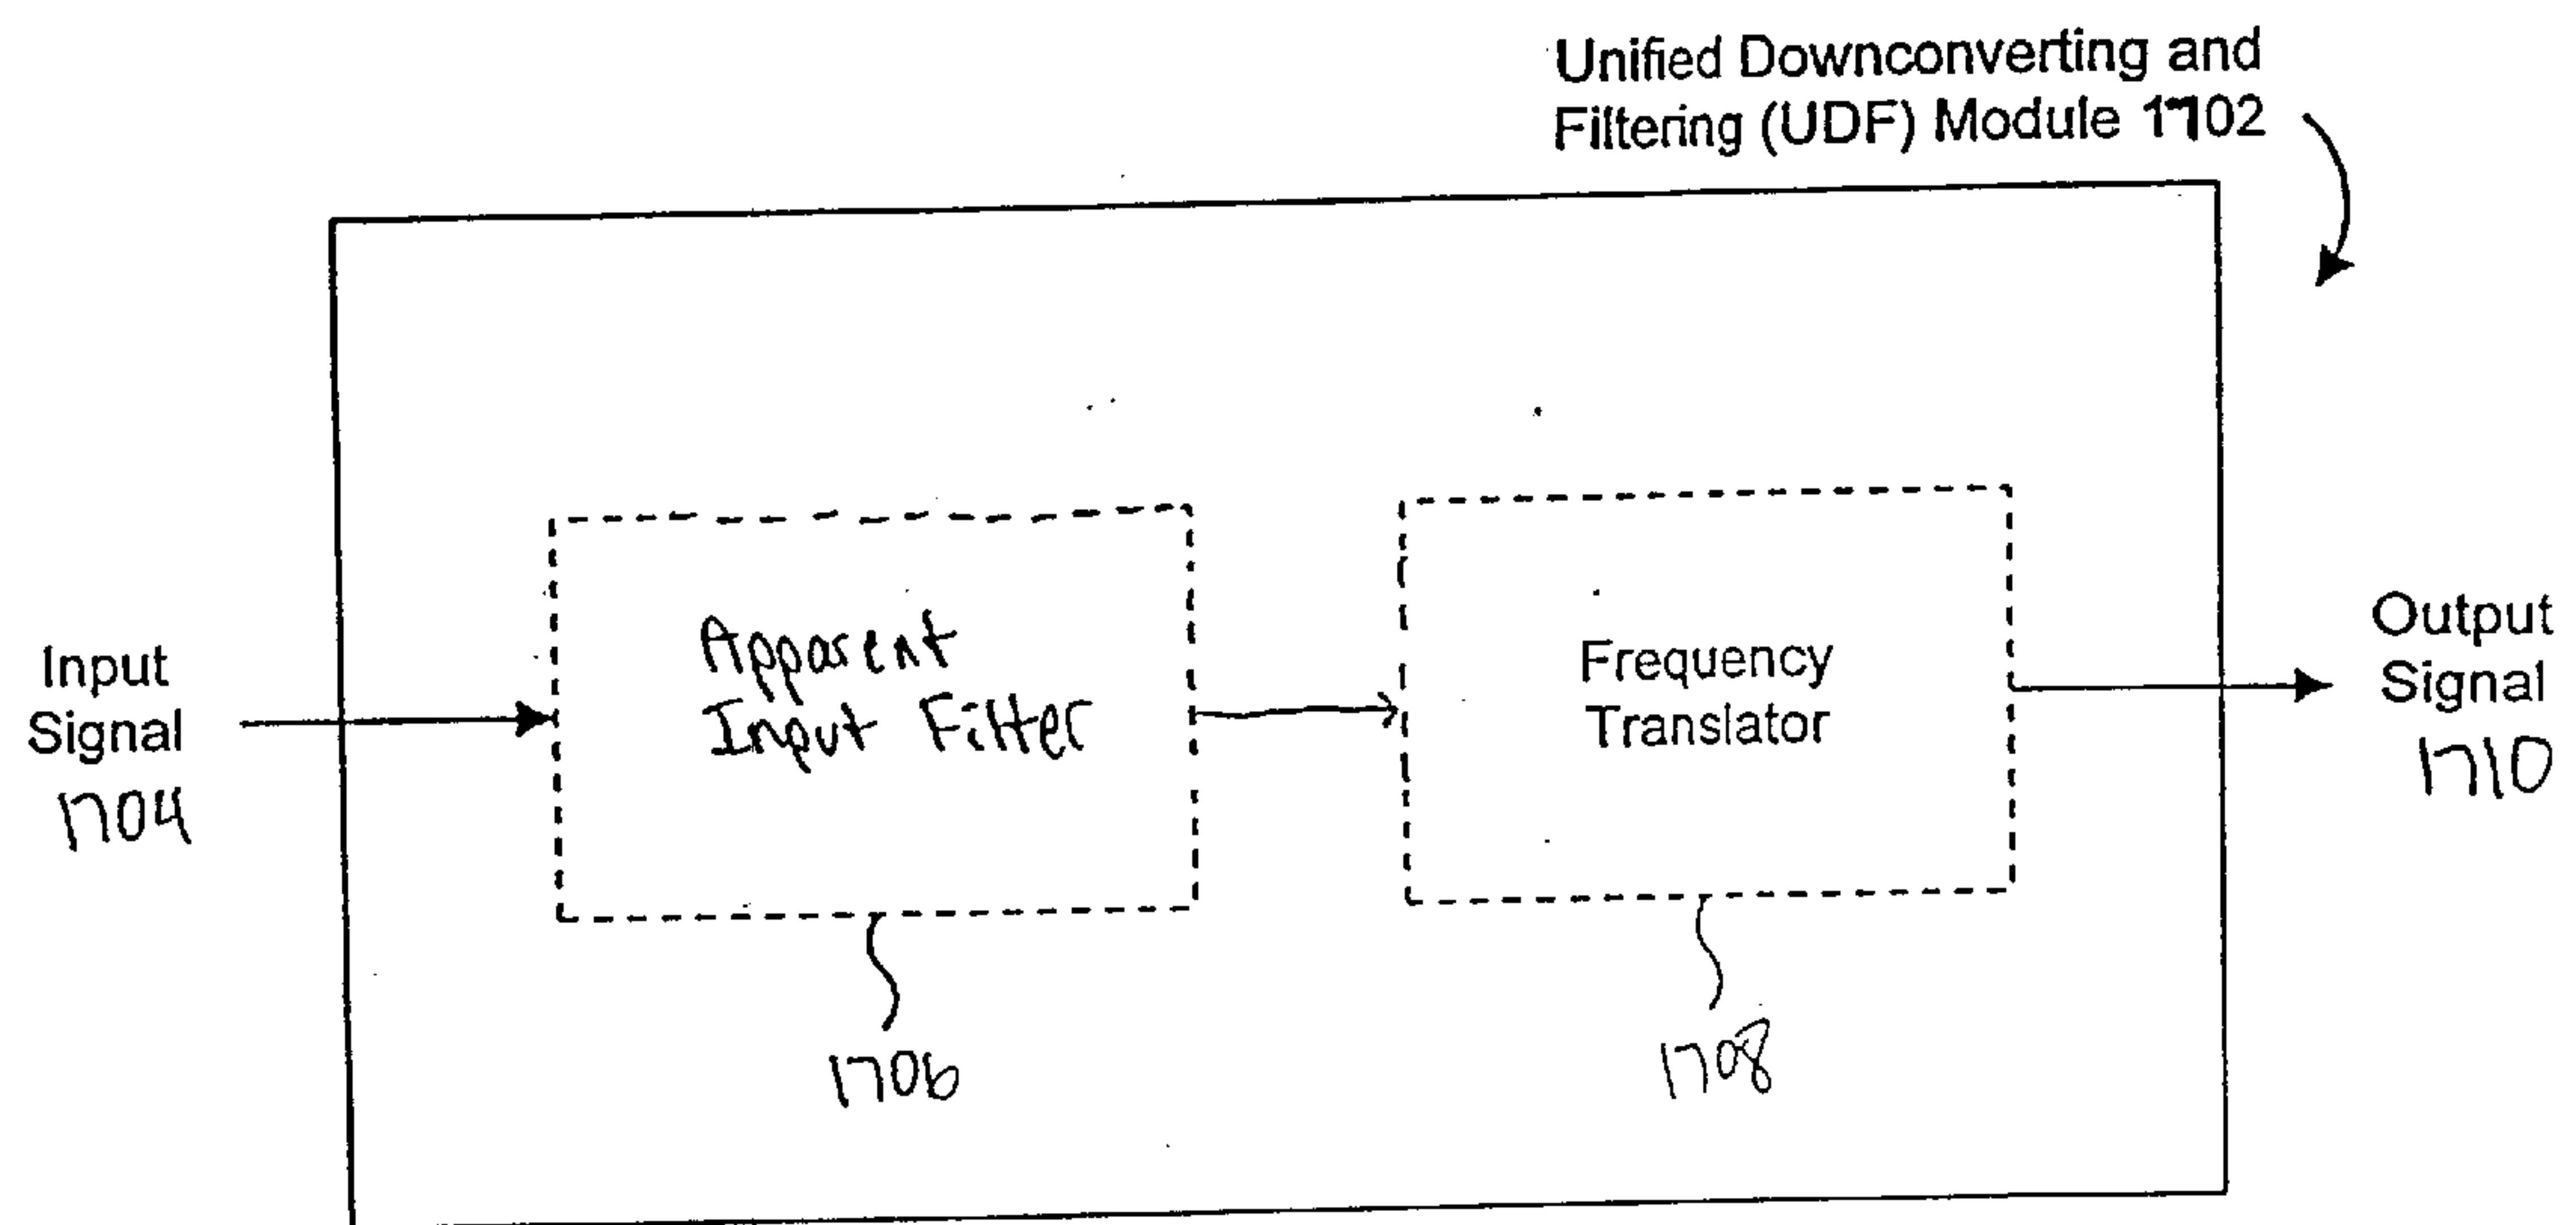 Unified Downconverting and
Filtering (UDF) Module 1702
Input
Signal
1704
Apparent
Input Filter
Frequency
Translator
Output
Signal
1710
1706
1708